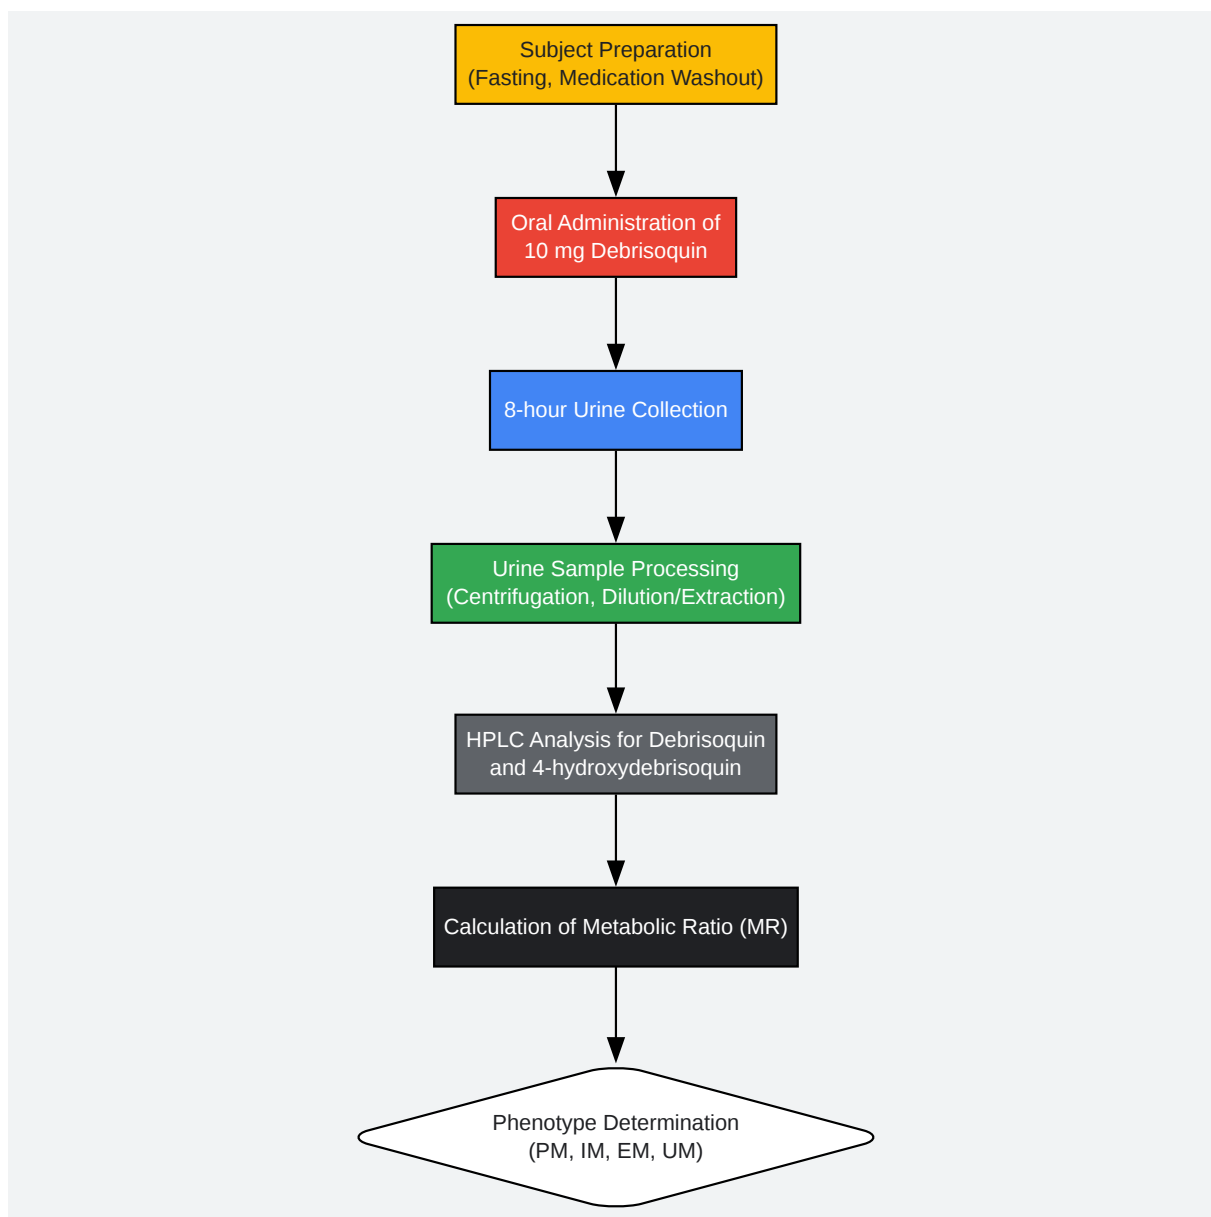 Subject Preparation
(Fasting, Medication Washout)
Oral Administration of
10 mg Debrisoquin
8-hour Urine Collection
Urine Sample Processing
(Centrifugation, Dilution/Extraction)
HPLC Analysis for Debrisoquin
and 4-hydroxydebrisoquin
Calculation of Metabolic Ratio (MR)
Phenotype Determination
(PM, IM, EM, UM)